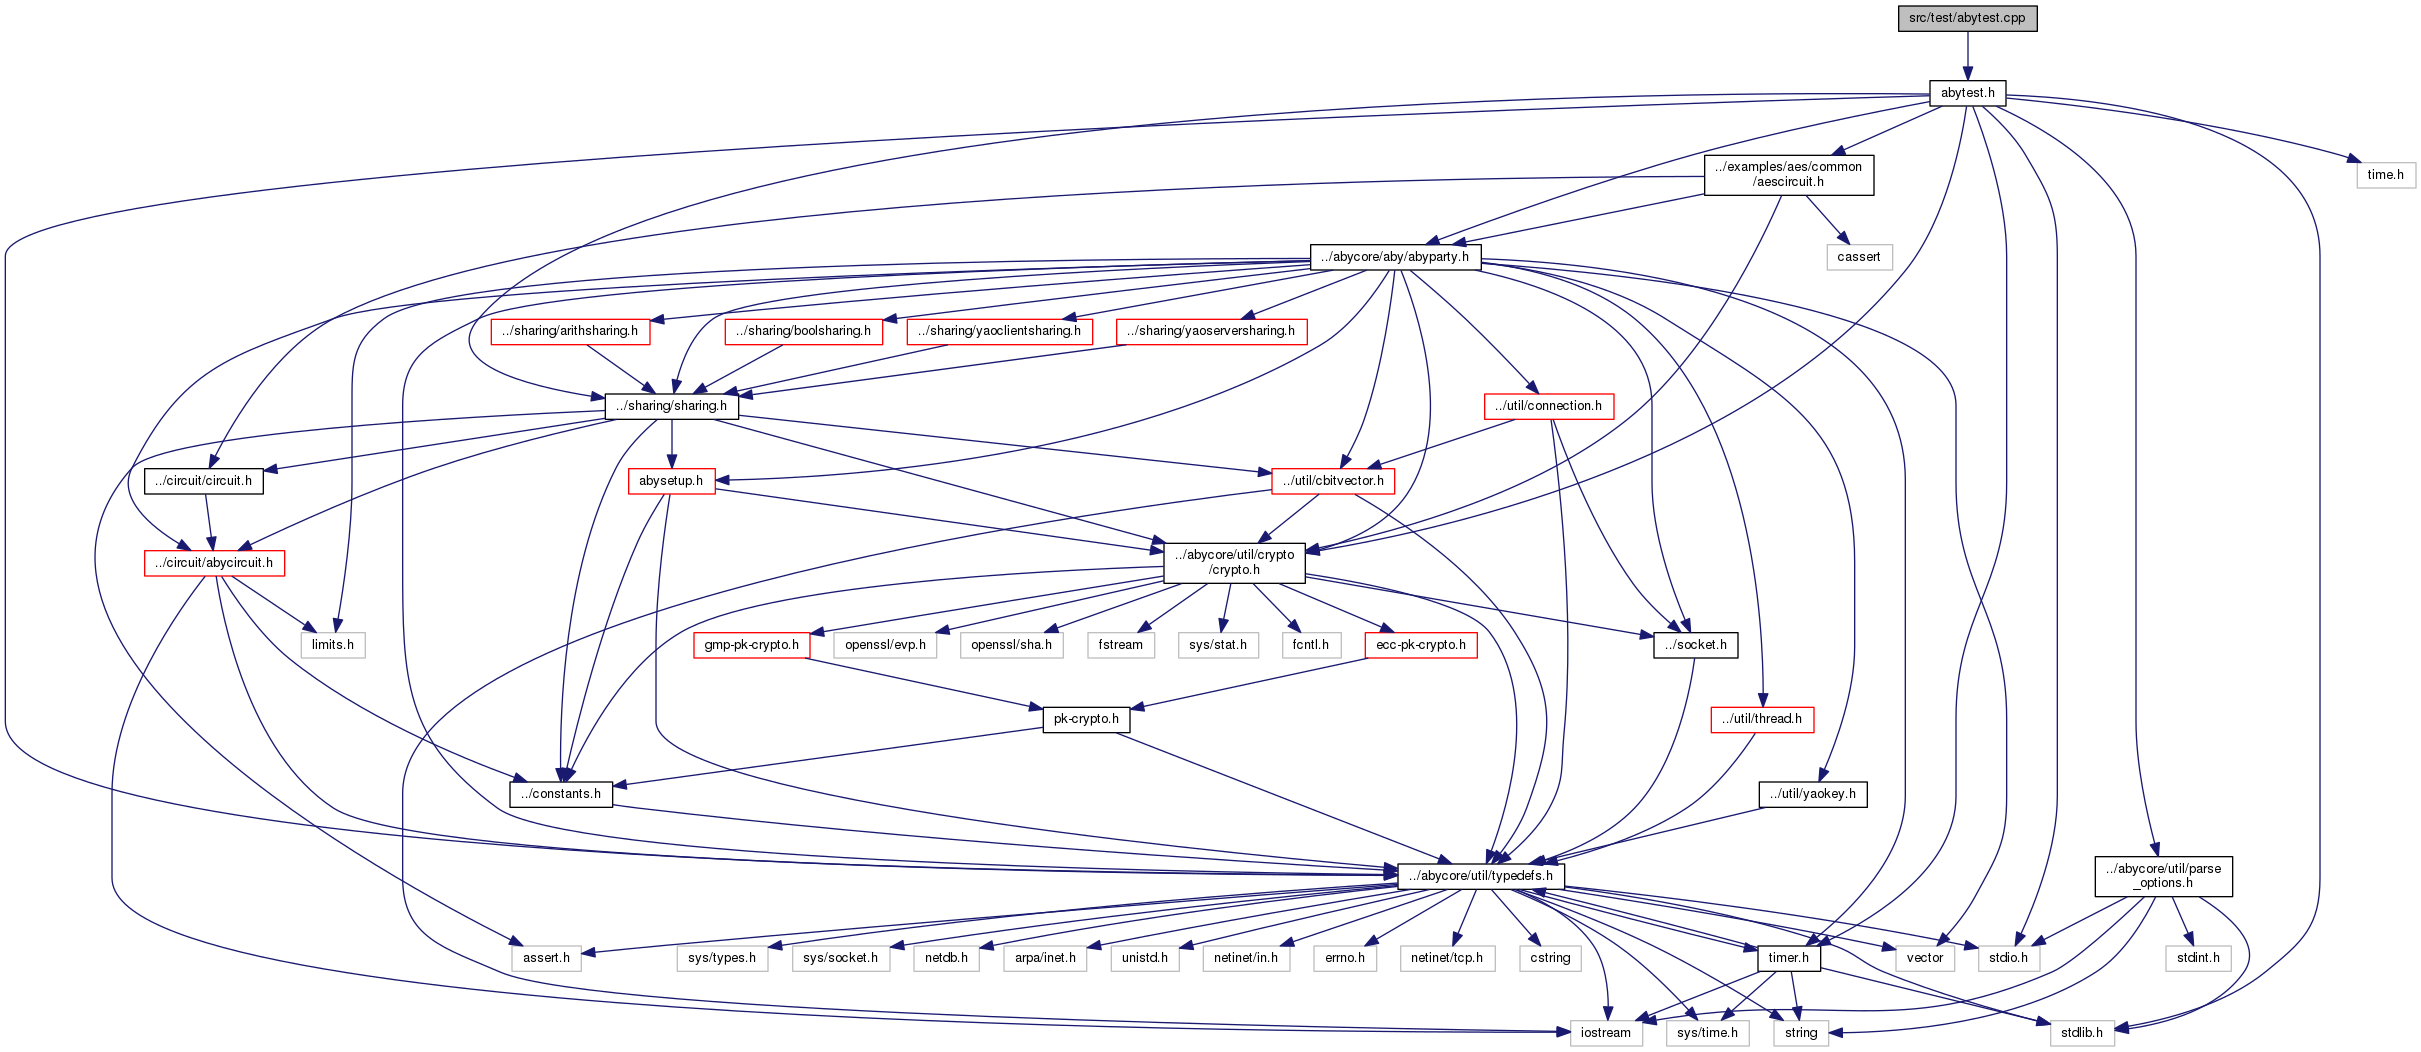 src/test/abytest.cpp
abytest.h
../examples/aes/common
/aescircuit.h
time.h
../abycore/aby/abyparty.h
cassert
../sharing/arithsharing.h
../sharing/boolsharing.h
../sharing/yaoclientsharing.h
../sharing/yaoserversharing.h
../sharing/sharing.h
../util/connection.h
../circuit/circuit.h
abysetup.h
../util/cbitvector.h
../circuit/abycircuit.h
../abycore/util/crypto
/crypto.h
limits.h
gmp-pk-crypto.h
openssl/evp.h
openssl/sha.h
fstream
sys/stat.h
fcntl.h
ecc-pk-crypto.h
../socket.h
pk-crypto.h
../util/thread.h
../constants.h
../util/yaokey.h
../abycore/util/typedefs.h
../abycore/util/parse
_options.h
assert.h
sys/types.h
sys/socket.h
netdb.h
arpa/inet.h
unistd.h
netinet/in.h
errno.h
netinet/tcp.h
cstring
timer.h
vector
stdio.h
stdint.h
iostream
sys/time.h
string
stdlib.h